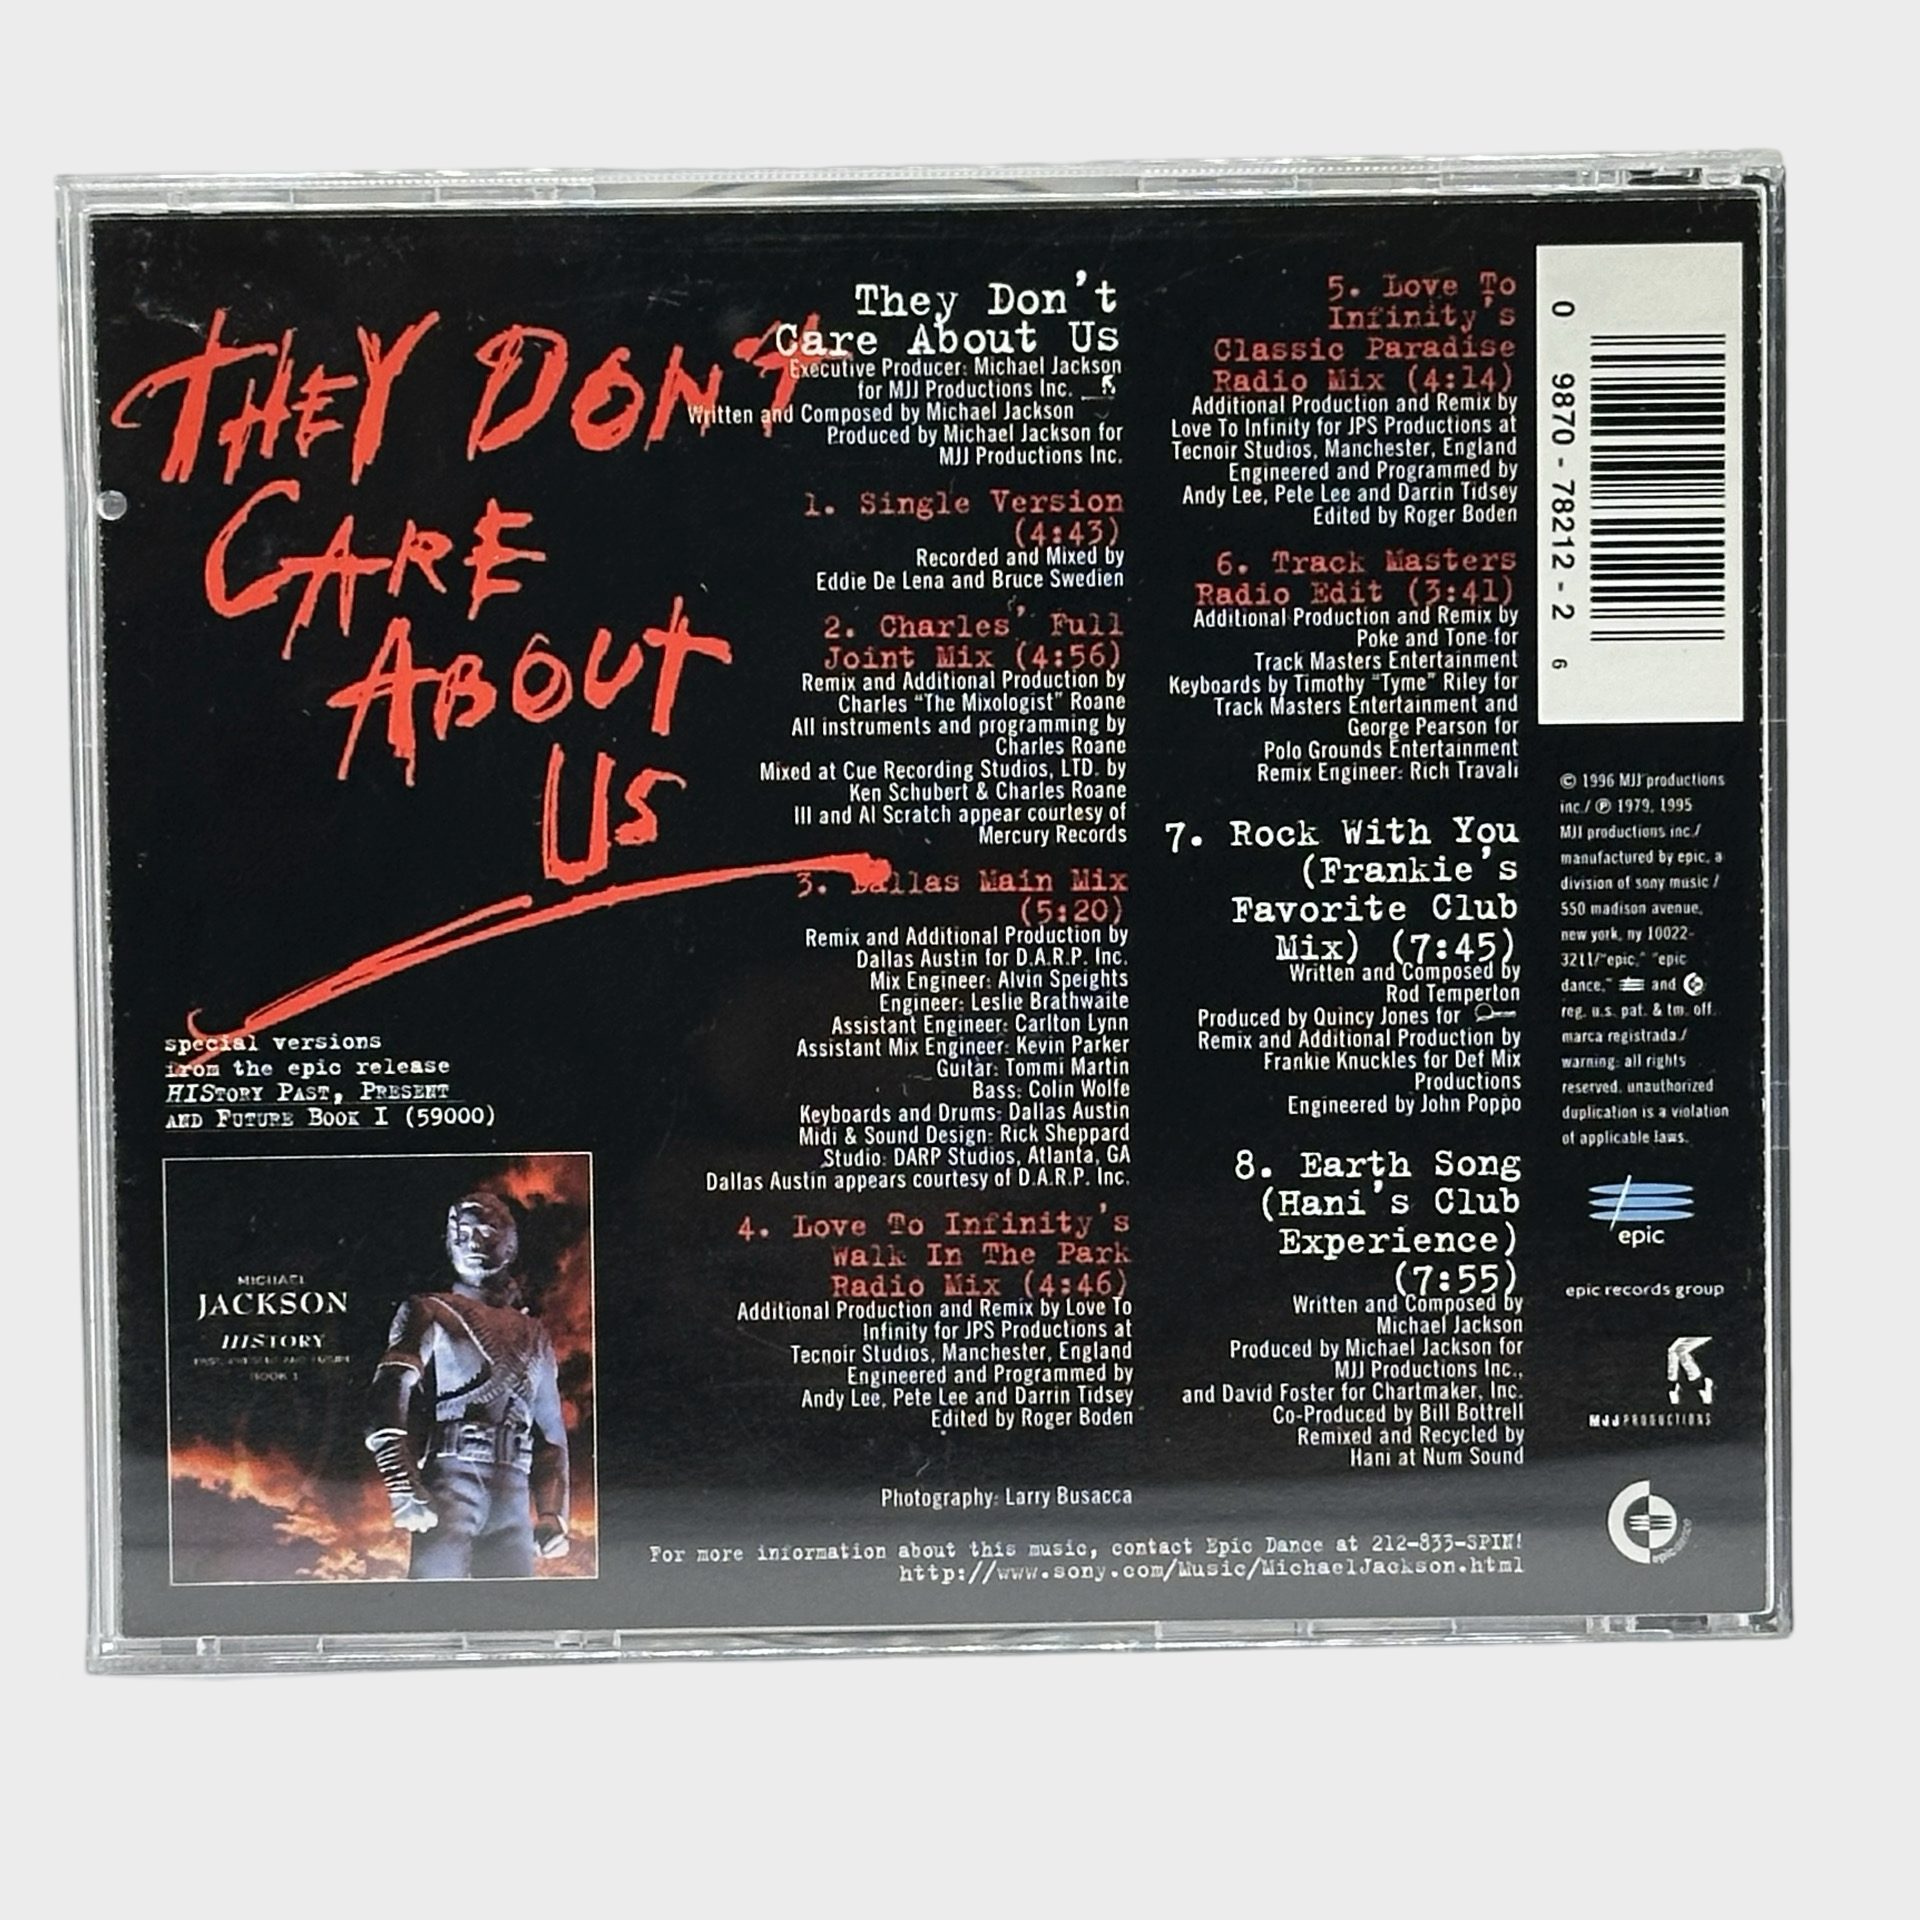 THEY DON'T
CARE
ABOUT
US
special versions
from the epic release
HISTORY PAST, PRESENT
AND FUTURE BOOK I (59000)
MICHAEL
JACKSON
HISTORY
PAST, PRESENT AND FUTURE
BOOK I
They Don't
Care About Us
Executive Producer: Michael Jackson
for MJJ Productions Inc.
Written and Composed by Michael Jackson
Produced by Michael Jackson for
MJJ Productions Inc.
1. Single Version
(4:43)
Recorded and Mixed by
Eddie De Lena and Bruce Swedien
2. Charles' Full
Joint Mix (4:56)
Remix and Additional Production by
Charles "The Mixologist" Roane
All instruments and programming by
Charles Roane
Mixed at Cue Recording Studios, LTD. by
Ken Schubert & Charles Roane
III and Al Scratch appear courtesy of
Mercury Records
3. Dallas Main Mix
(5:20)
Remix and Additional Production by
Dallas Austin for D.A.R.P. Inc.
Mix Engineer: Alvin Speights
Engineer: Leslie Brathwaite
Assistant Engineer: Carlton Lynn
Assistant Mix Engineer: Kevin Parker
Guitar: Tommi Martin
Bass: Colin Wolfe
Keyboards and Drums: Dallas Austin
Midi & Sound Design: Rick Sheppard
Studio: DARP Studios, Atlanta, GA
Dallas Austin appears courtesy of D.A.R.P. Inc.
4. Love To Infinity's
Walk In The Park
Radio Mix (4:46)
Additional Production and Remix by Love To
Infinity for JPS Productions at
Tecnoir Studios, Manchester, England
Engineered and Programmed by
Andy Lee, Pete Lee and Darrin Tidsey
Edited by Roger Boden
Photography: Larry Busacca
5. Love To
Infinity's
Classic Paradise
Radio Mix (4:14)
Additional Production and Remix by
Love To Infinity for JPS Productions at
Tecnoir Studios, Manchester, England
Engineered and Programmed by
Andy Lee, Pete Lee and Darrin Tidsey
Edited by Roger Boden
6. Track Masters
Radio Edit (3:41)
Additional Production and Remix by
Poke and Tone for
Track Masters Entertainment
Keyboards by Timothy "Tyme" Riley for
Track Masters Entertainment and
George Pearson for
Polo Grounds Entertainment
Remix Engineer: Rich Travali
7. Rock With You
(Frankie's
Favorite Club
Mix) (7:45)
Written and Composed by
Rod Temperton
Produced by Quincy Jones for
Remix and Additional Production by
Frankie Knuckles for Def Mix
Productions
Engineered by John Poppo
8. Earth Song
(Hani's Club
Experience)
(7:55)
Written and Composed by
Michael Jackson
Produced by Michael Jackson for
MJJ Productions Inc.,
and David Foster for Chartmaker, Inc.
Co-Produced by Bill Bottrell
Remixed and Recycled by
Hani at Num Sound
For more information about this music, contact Epic Dance at 212-833-SPIN!
http://www.sony.com/Music/MichaelJackson.html
0 9870-78212-2 6
© 1996 MJJ productions
inc./ ℗ 1979, 1995
MJJ productions inc./
manufactured by epic, a
division of sony music /
550 madison avenue,
new york, ny 10022-
3211/"epic," "epic
dance," and
reg. u.s. pat. & tm. off.
marca registrada./
warning: all rights
reserved. unauthorized
duplication is a violation
of applicable laws.
epic
epic records group
MJJ PRODUCTIONS
epic dance